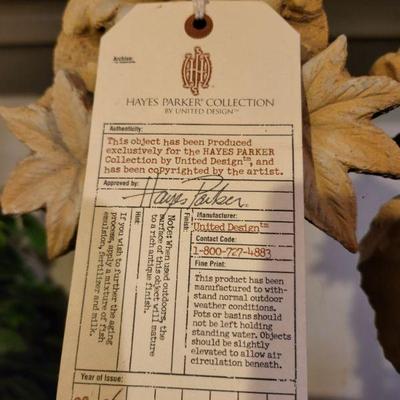 Archive:
HAYES PARKER® COLLECTION
BY UNITED DESIGN™
Authenticity:
This object has been Produced
exclusively for the HAYES PARKER
Collection by United Design™, and
has been coPyrighted by the artist.
Approved by:
Hayes Parker
Hint:
If you wish to further the aging
process, apply a mixture of fish
emulsion, fertilizer and milk.
Finish:
Note: When used outdoors, the
surface of this object will mature
to a rich antique finish.
Manufacturer:
United Design™
Contact Code:
1-800-727-4883
Fine Print:
This product has been
manufactured to with-
stand normal outdoor
weather conditions.
Pots or basins should
not be left holding
standing water. Objects
should be slightly
elevated to allow air
circulation beneath.
Year of Issue: